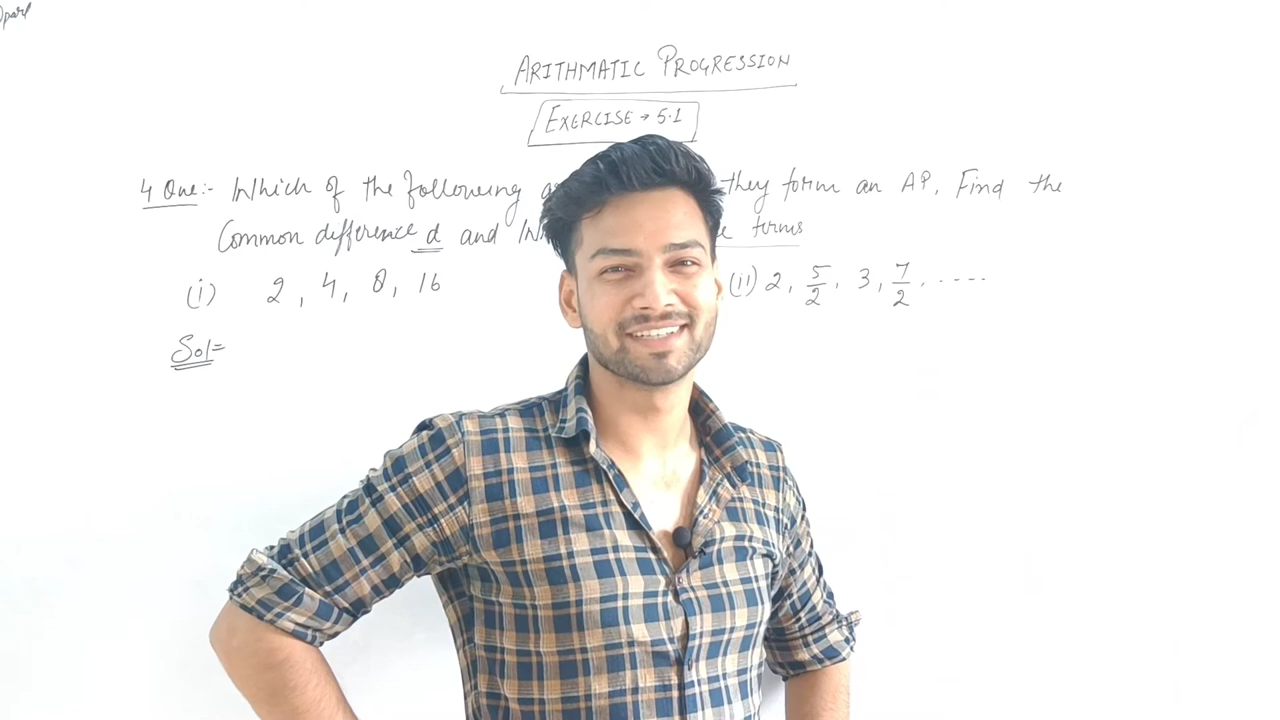 ARITHMATIC PROGRESSION
EXERCISE → 5.1
4 Que:- Which of the following they form an AP, Find the
Common difference d and terms
(i) 2, 4, 8, 16
(ii) 2, 5/2, 3, 7/2, .....
Sol=